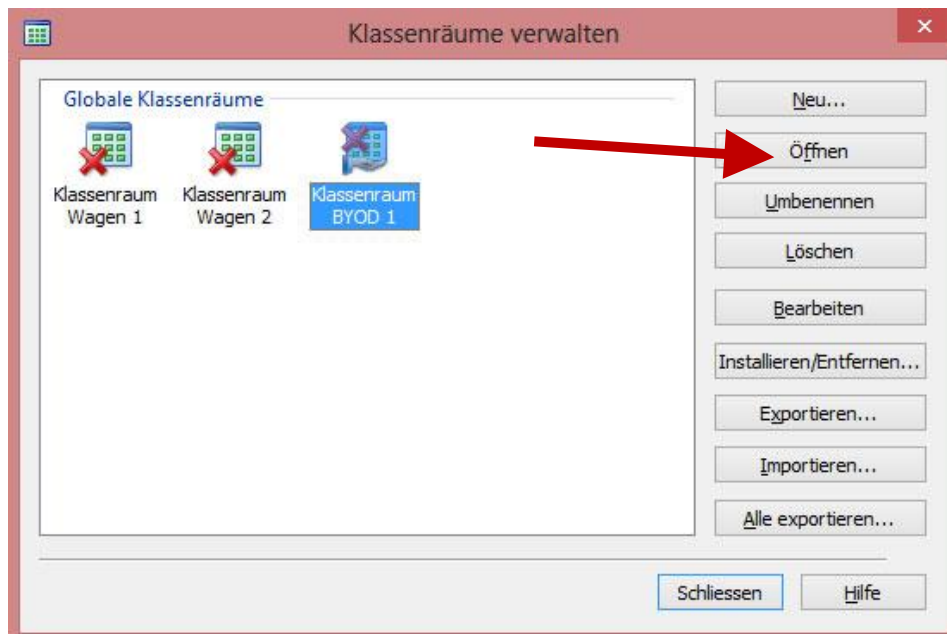 Klassenräume verwalten
Globale Klassenräume
Klassenraum
Wagen 1
Klassenraum
Wagen 2
Klassenraum
BYOD 1
Neu...
Öffnen
Umbenennen
Löschen
Bearbeiten
Installieren/Entfernen...
Exportieren...
Importieren...
Alle exportieren...
Schliessen
Hilfe